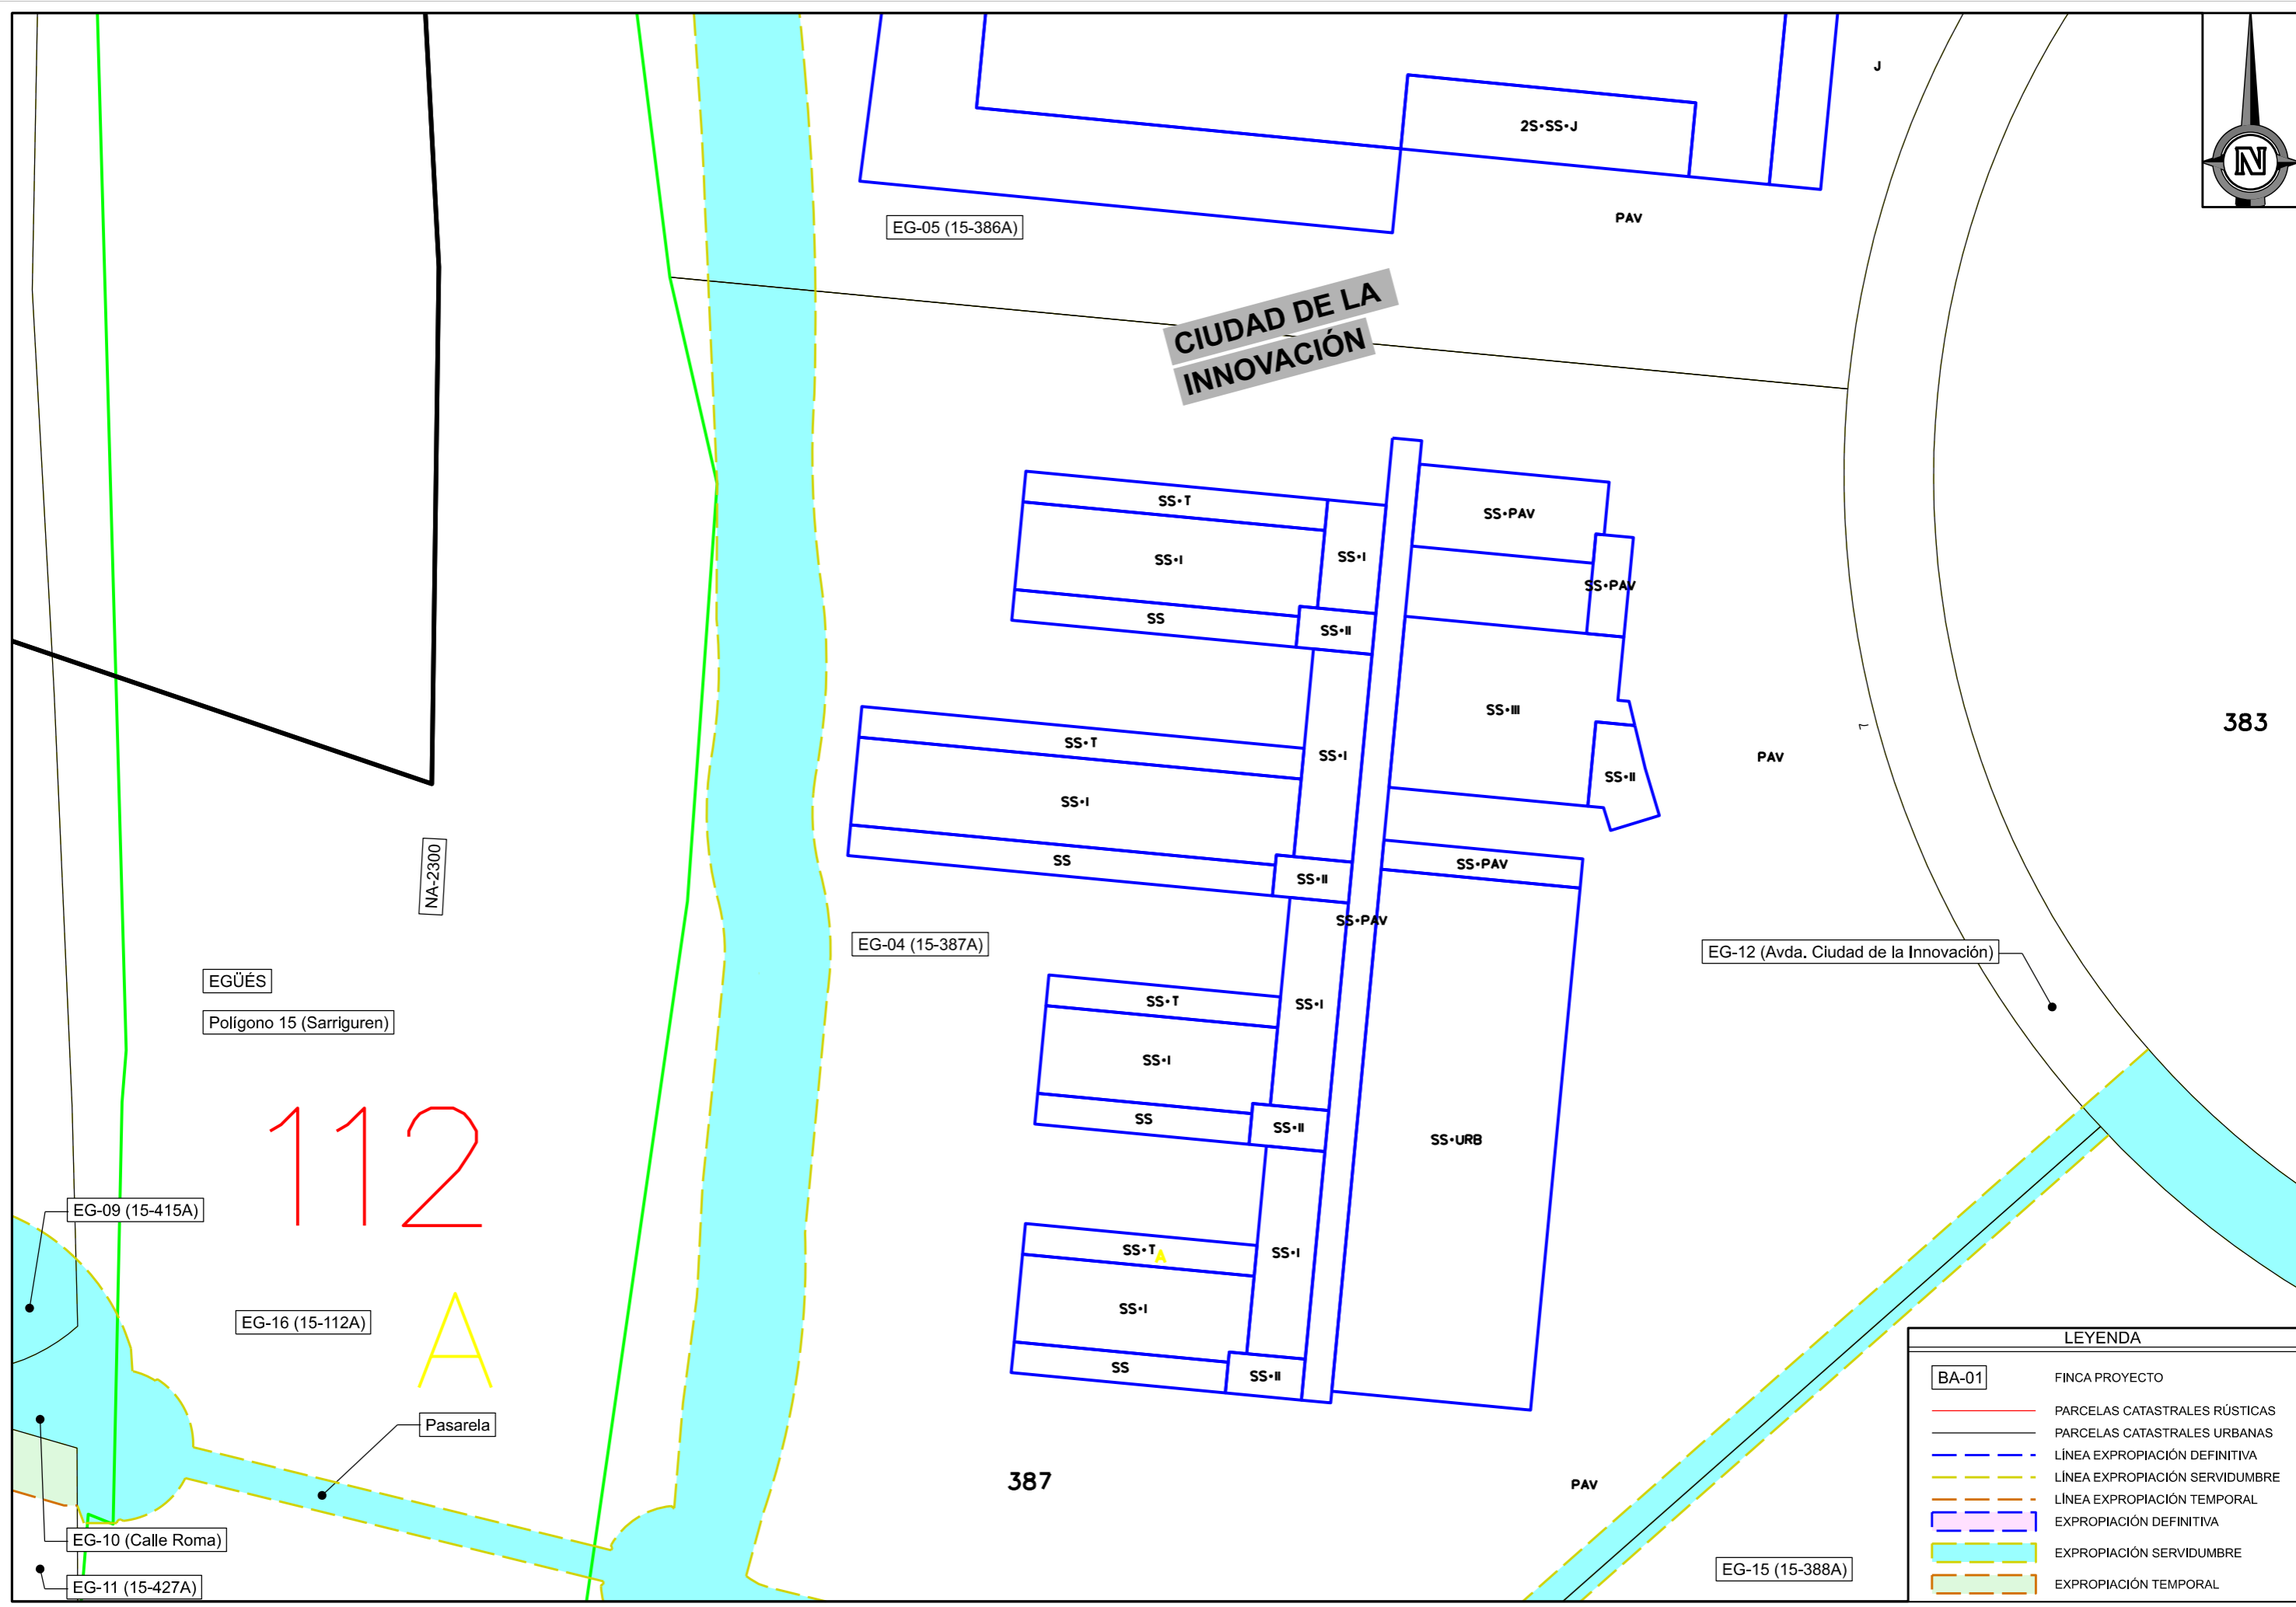 J
2S•SS•J
N
PAV
EG-05 (15-386A)
CIUDAD DE LA
INNOVACIÓN
SS•T
SS•PAV
SS•I
SS•I
SS•PAV
SS
SS•II
SS•III
383
SS•T
SS•I
PAV
SS•II
SS•I
NA-2300
SS
SS•PAV
SS•II
SS•PAV
EG-04 (15-387A)
EG-12 (Avda. Ciudad de la Innovación)
EGÜÉS
SS•T
SS•I
Polígono 15 (Sarriguren)
SS•I
SS
SS•II
SS•URB
112
EG-09 (15-415A)
SS•T
A
SS•I
SS•I
EG-16 (15-112A)
A
SS
SS•II
Pasarela
387
PAV
EG-10 (Calle Roma)
EG-11 (15-427A)
EG-15 (15-388A)
LEYENDA
BA-01 FINCA PROYECTO
PARCELAS CATASTRALES RÚSTICAS
PARCELAS CATASTRALES URBANAS
LÍNEA EXPROPIACIÓN DEFINITIVA
LÍNEA EXPROPIACIÓN SERVIDUMBRE
LÍNEA EXPROPIACIÓN TEMPORAL
EXPROPIACIÓN DEFINITIVA
EXPROPIACIÓN SERVIDUMBRE
EXPROPIACIÓN TEMPORAL